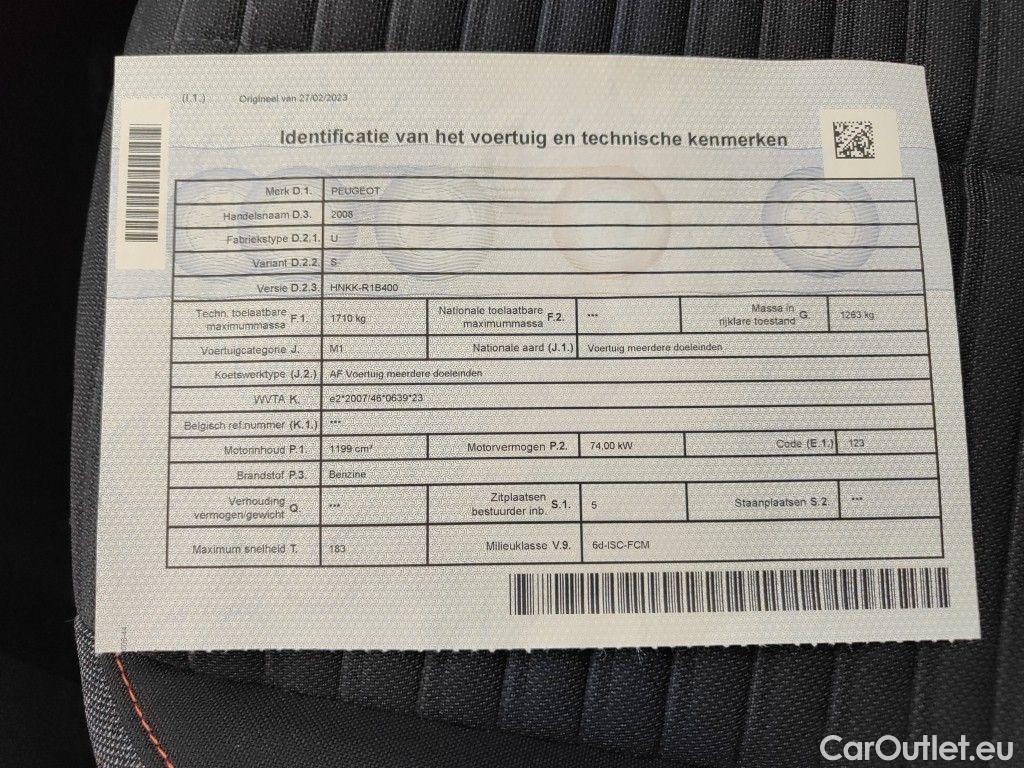 (I.1.) Origineel van 27/02/2023
Identificatie van het voertuig en technische kenmerken
Merk D.1. PEUGEOT
Handelsnaam D.3. 2008
Fabriekstype D.2.1. U
Variant D.2.2. S
Versie D.2.3. HNKK-R1B400
Techn. toelaatbare maximummassa F.1. 1710 kg Nationale toelaatbare maximummassa F.2. *** Massa in rijklare toestand G. 1263 kg
Voertuigcategorie J. M1 Nationale aard (J.1.) Voertuig meerdere doeleinden
Koetswerktype (J.2.) AF Voertuig meerdere doeleinden
WVTA K. e2*2007/46*0639*23
Belgisch ref.nummer (K.1.) ***
Motorinhoud P.1. 1199 cm³ Motorvermogen P.2. 74.00 kW Code (E.1.) 123
Brandstof P.3. Benzine
Verhouding vermogen/gewicht Q. *** Zitplaatsen bestuurder inb. S.1. 5 Staanplaatsen S.2. ***
Maximum snelheid T. 183 Milieuklasse V.9. 6d-ISC-FCM
CarOutlet.eu